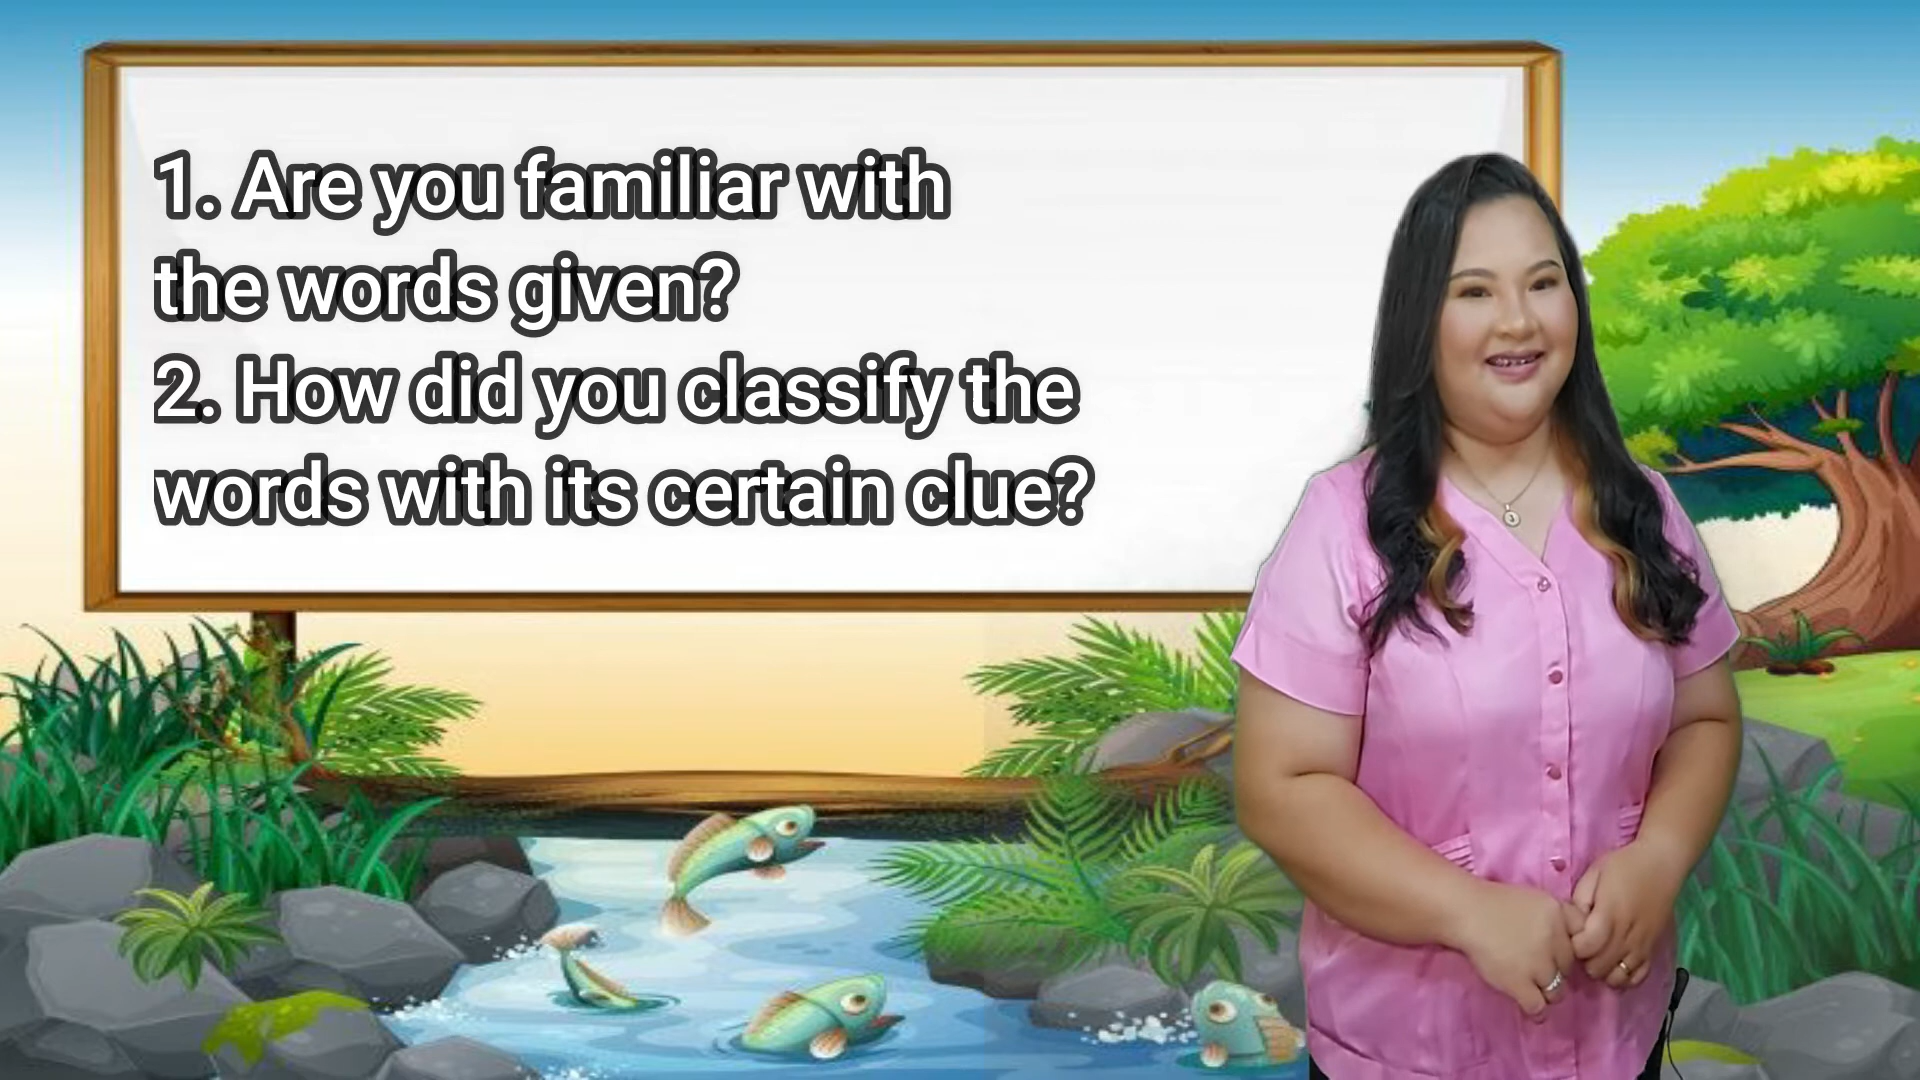 1. Are you familiar with
the words given?
2. How did you classify the
words with its certain clue?